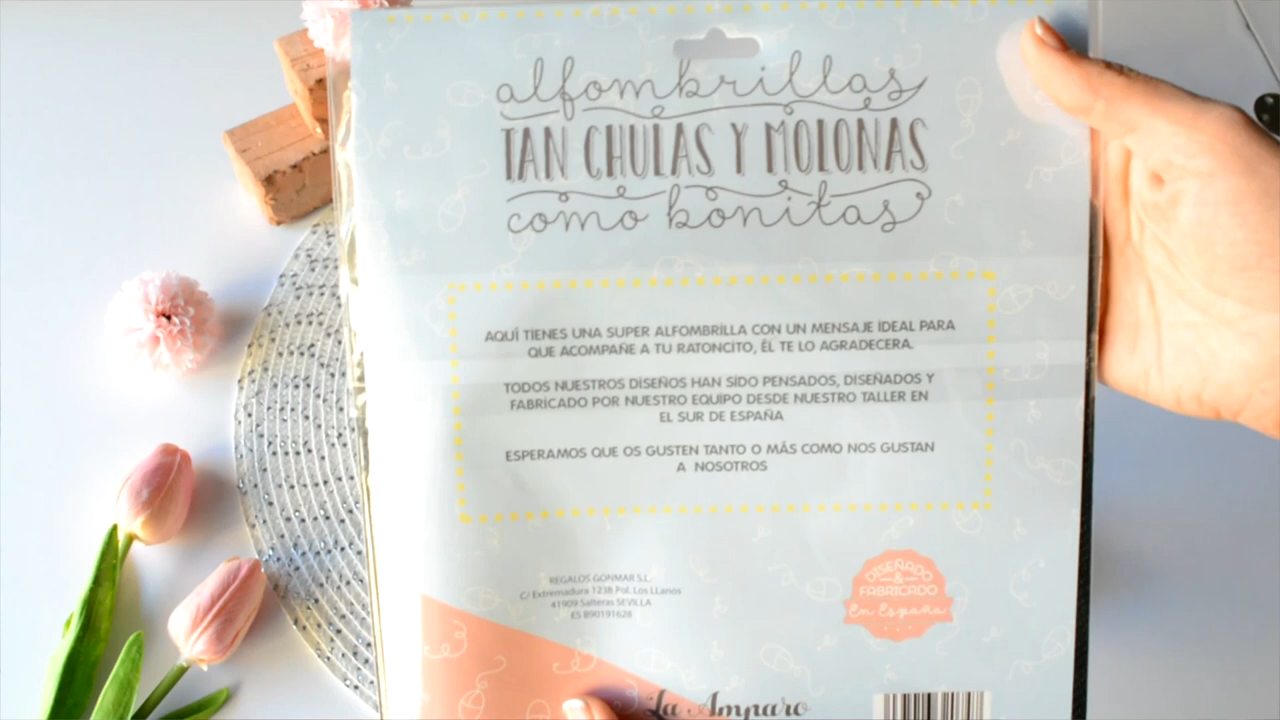 alfombrillas
TAN CHULAS Y MOLONAS
como bonitas
AQUÍ TIENES UNA SUPER ALFOMBRILLA CON UN MENSAJE IDEAL PARA
QUE ACOMPAÑE A TU RATONCITO, ÉL TE LO AGRADECERA.
TODOS NUESTROS DISEÑOS HAN SIDO PENSADOS, DISEÑADOS Y
FABRICADO POR NUESTRO EQUIPO DESDE NUESTRO TALLER EN
EL SUR DE ESPAÑA
ESPERAMOS QUE OS GUSTEN TANTO O MÁS COMO NOS GUSTAN
A NOSOTROS
REGALOS GONMAR S.L.
C/ Extremadura 123B Pol. Los LLanos
41909 Salteras SEVILLA
ES B90191628
DISEÑADO
&
FABRICADO
En España
La Amparo